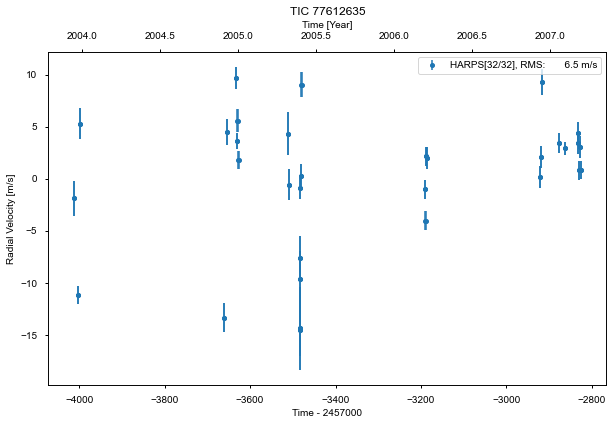 TIC 77612635
Time [Year]
2004.0 2004.5 2005.0 2005.5 2006.0 2006.5 2007.0
HARPS[32/32], RMS: 6.5 m/s
Radial Velocity [m/s]
10
5
0
−5
−10
−15
−4000 −3800 −3600 −3400 −3200 −3000 −2800
Time - 2457000